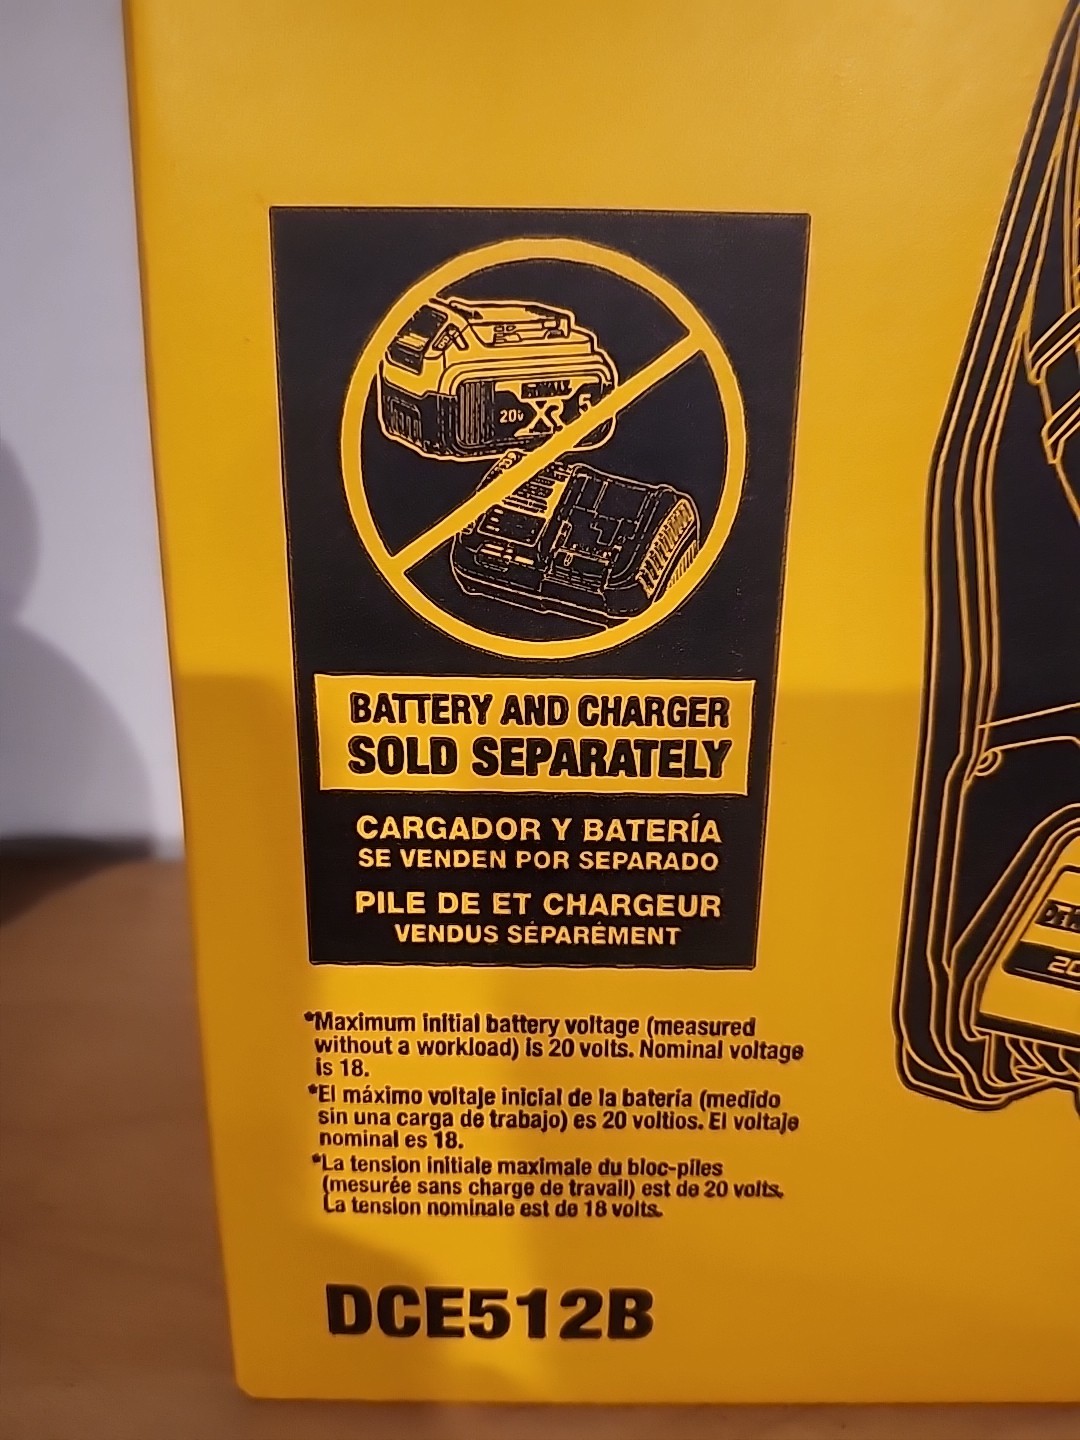 20v XR 5
BATTERY AND CHARGER
SOLD SEPARATELY
CARGADOR Y BATERÍA
SE VENDEN POR SEPARADO
PILE DE ET CHARGEUR
VENDUS SÉPARÉMENT
*Maximum initial battery voltage (measured
without a workload) is 20 volts. Nominal voltage
is 18.
*El máximo voltaje inicial de la batería (medido
sin una carga de trabajo) es 20 voltios. El voltaje
nominal es 18.
*La tension initiale maximale du bloc-piles
(mesurée sans charge de travail) est de 20 volts.
La tension nominale est de 18 volts.
DCE512B